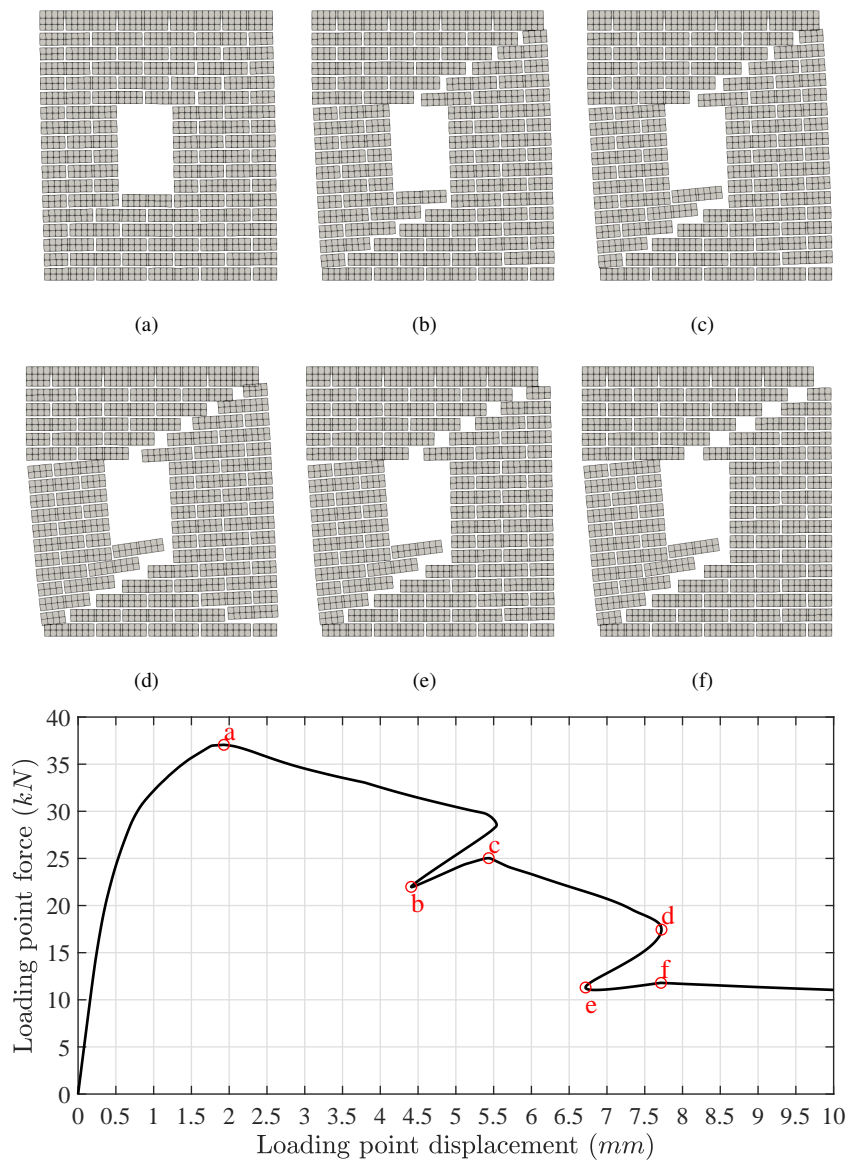 (a) (b) (c)
(d) (e) (f)
40
35
30
25
20
15
10
5
0
Loading point force (kN)
a
b
c
d
e
f
0 0.5 1 1.5 2 2.5 3 3.5 4 4.5 5 5.5 6 6.5 7 7.5 8 8.5 9 9.5 10
Loading point displacement (mm)